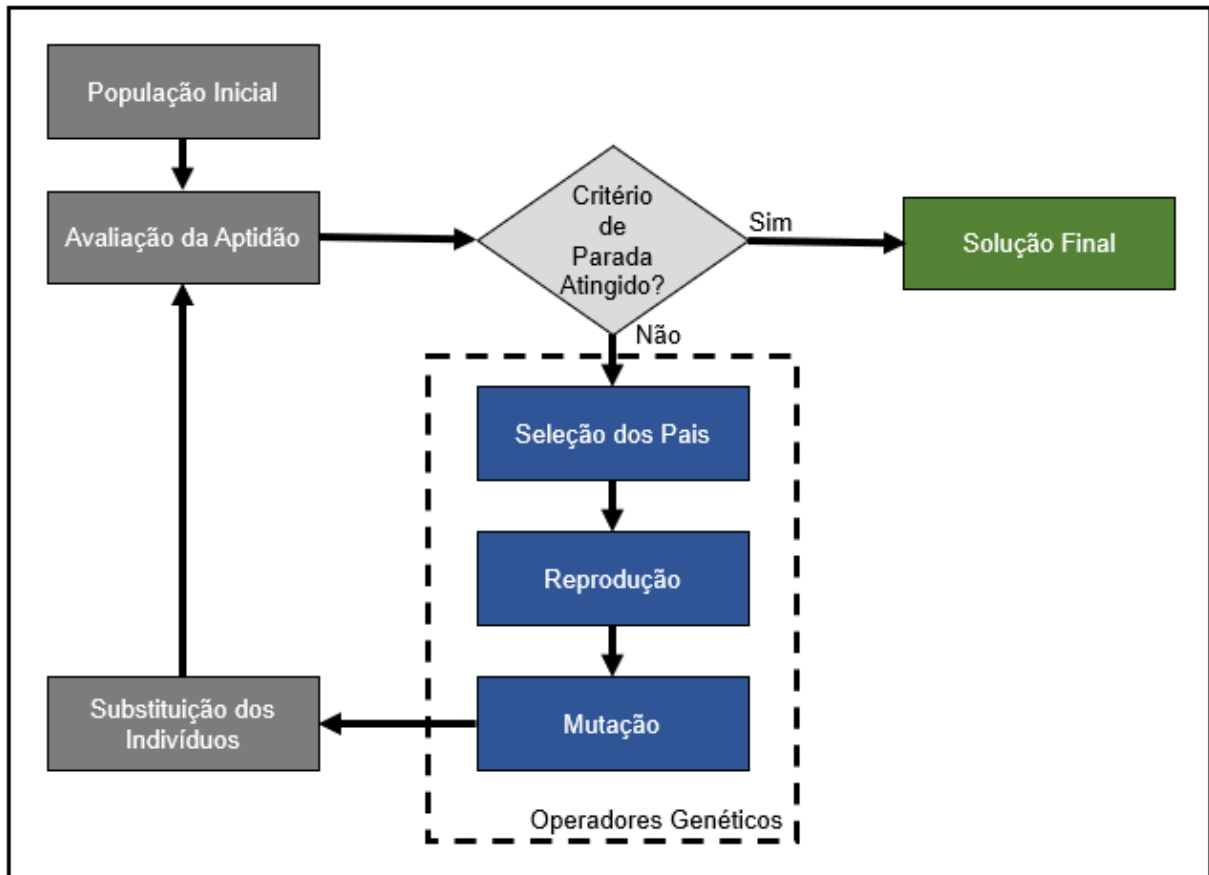 População Inicial
Avaliação da Aptidão
Critério
de
Parada
Atingido?
Sim
Solução Final
Não
Seleção dos Pais
Reprodução
Mutação
Substituição dos
Indivíduos
Operadores Genéticos